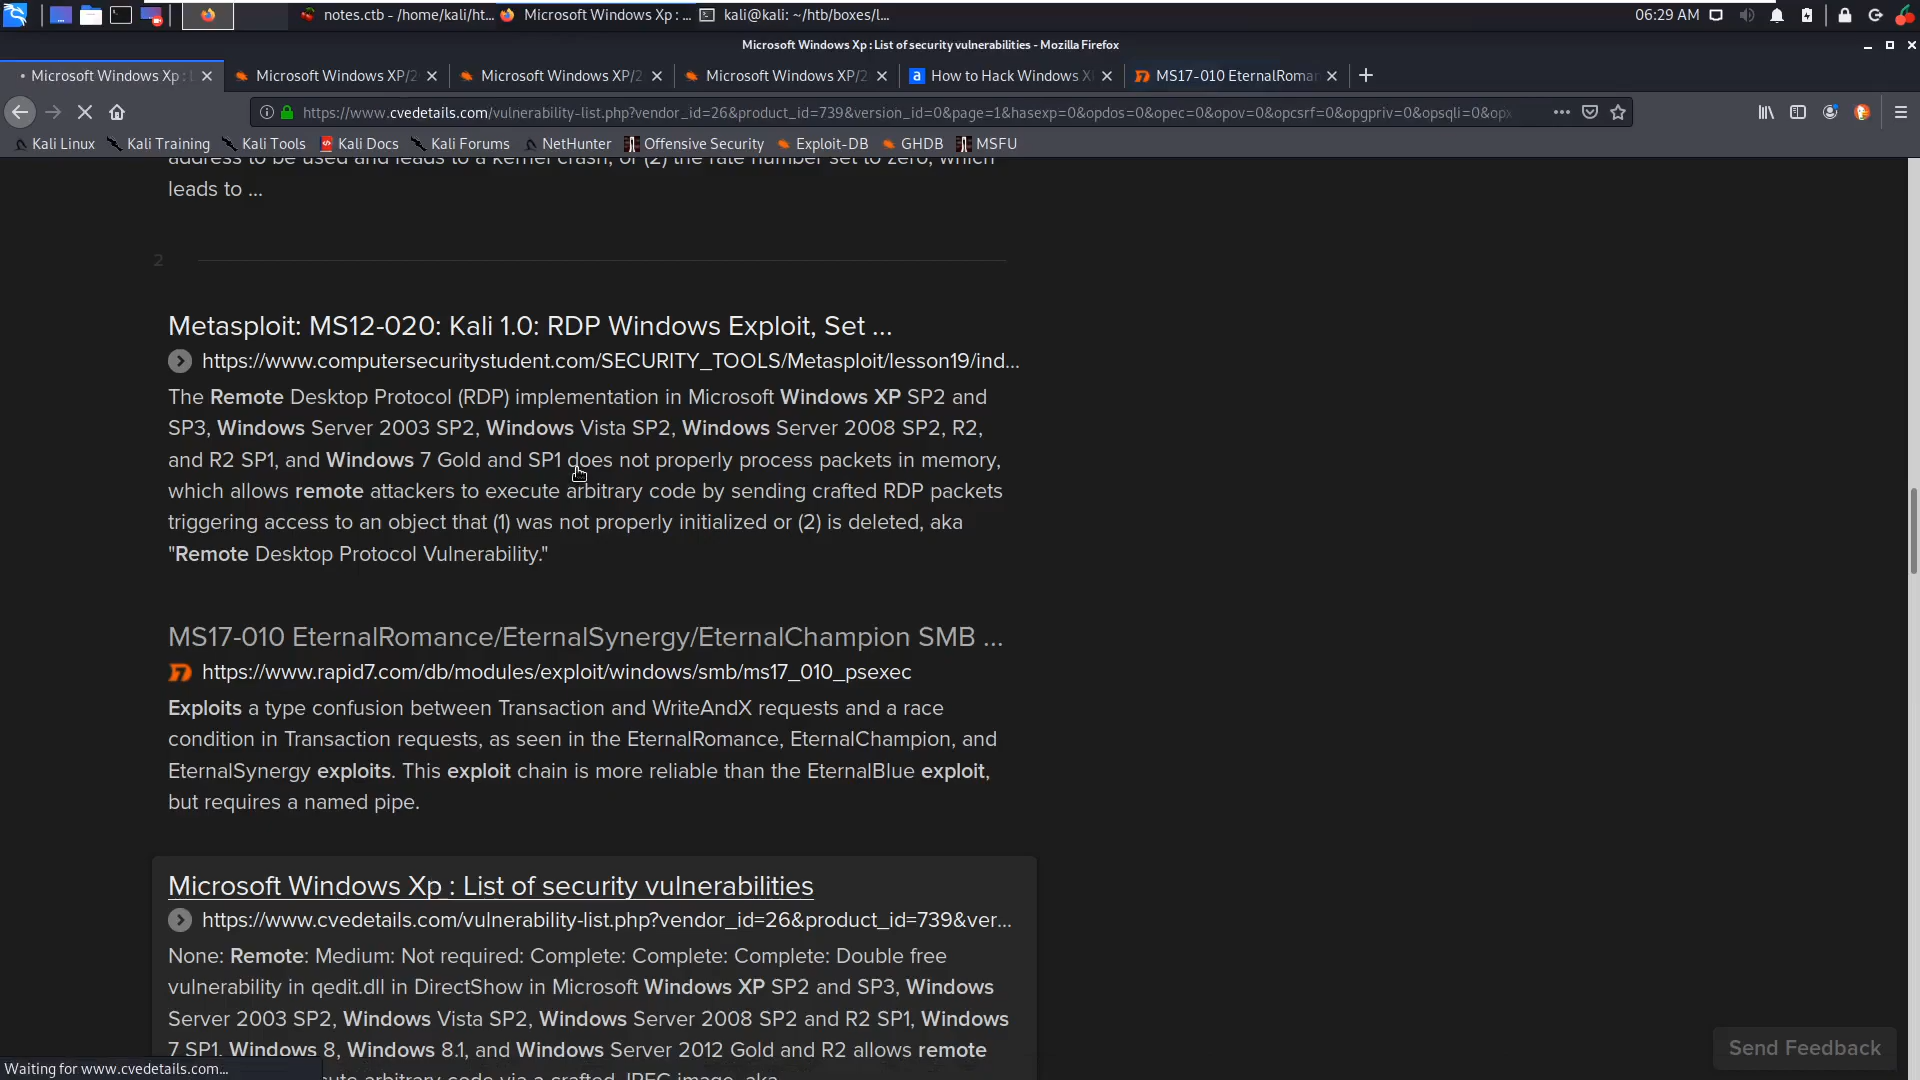 notes.ctb - /home/kali/ht...
Microsoft Windows Xp : ...
kali@kali: ~/htb/boxes/l...
06:29 AM
Microsoft Windows Xp : List of security vulnerabilities - Mozilla Firefox
Microsoft Windows Xp :
Microsoft Windows XP/2
Microsoft Windows XP/2
Microsoft Windows XP/2
How to Hack Windows X
MS17-010 EternalRoman
https://www.cvedetails.com/vulnerability-list.php?vendor_id=26&product_id=739&version_id=0&page=1&hasexp=0&opdos=0&opec=0&opov=0&opcsrf=0&opgpriv=0&opsqli=0&opx
Kali Linux
Kali Training
Kali Tools
Kali Docs
Kali Forums
NetHunter
Offensive Security
Exploit-DB
GHDB
MSFU
address to be used and leads to a kernel crash, or (2) the rate number set to zero, which
leads to ...
2
Metasploit: MS12-020: Kali 1.0: RDP Windows Exploit, Set ...
https://www.computersecuritystudent.com/SECURITY_TOOLS/Metasploit/lesson19/ind...
The Remote Desktop Protocol (RDP) implementation in Microsoft Windows XP SP2 and
SP3, Windows Server 2003 SP2, Windows Vista SP2, Windows Server 2008 SP2, R2,
and R2 SP1, and Windows 7 Gold and SP1 does not properly process packets in memory,
which allows remote attackers to execute arbitrary code by sending crafted RDP packets
triggering access to an object that (1) was not properly initialized or (2) is deleted, aka
"Remote Desktop Protocol Vulnerability."
MS17-010 EternalRomance/EternalSynergy/EternalChampion SMB ...
https://www.rapid7.com/db/modules/exploit/windows/smb/ms17_010_psexec
Exploits a type confusion between Transaction and WriteAndX requests and a race
condition in Transaction requests, as seen in the EternalRomance, EternalChampion, and
EternalSynergy exploits. This exploit chain is more reliable than the EternalBlue exploit,
but requires a named pipe.
Microsoft Windows Xp : List of security vulnerabilities
https://www.cvedetails.com/vulnerability-list.php?vendor_id=26&product_id=739&ver...
None: Remote: Medium: Not required: Complete: Complete: Complete: Double free
vulnerability in qedit.dll in DirectShow in Microsoft Windows XP SP2 and SP3, Windows
Server 2003 SP2, Windows Vista SP2, Windows Server 2008 SP2 and R2 SP1, Windows
7 SP1, Windows 8, Windows 8.1, and Windows Server 2012 Gold and R2 allows remote
arbitrary code via a crafted JPEG image, aka
Send Feedback
Waiting for www.cvedetails.com...